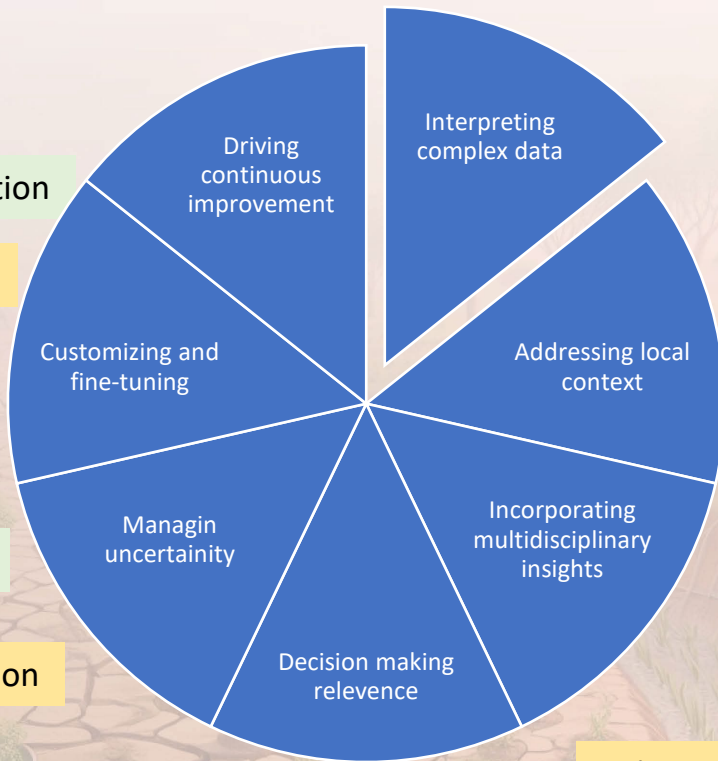 Interpreting
complex data
Addressing local
context
Incorporating
multidisciplinary
insights
Decision making
relevence
Managin
uncertainity
Customizing and
fine-tuning
Driving
continuous
improvement
tion
on